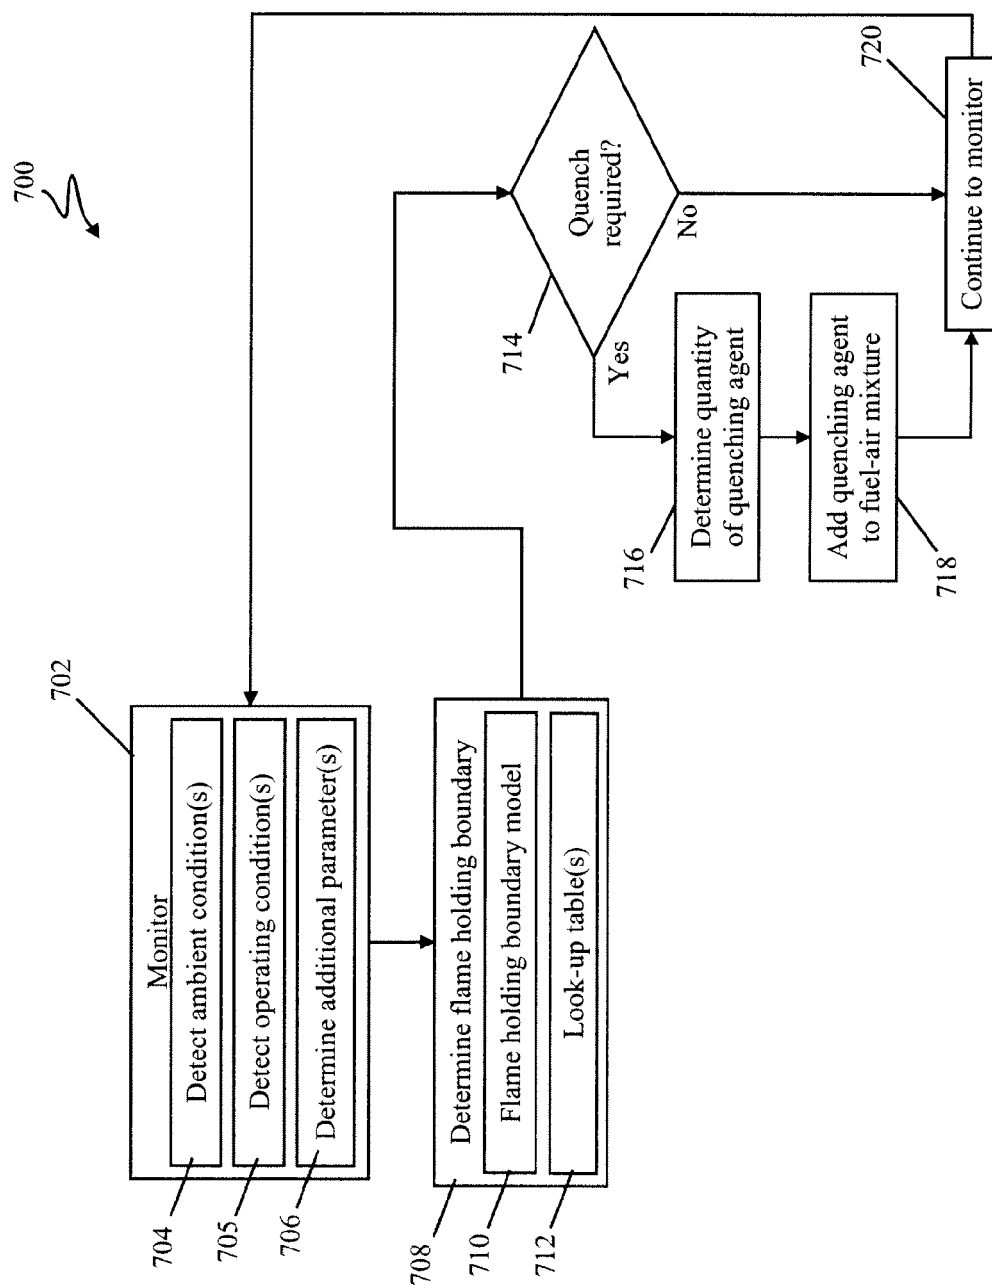 700
702
Monitor
704
Detect ambient condition(s)
705
Detect operating condition(s)
706
Determine additional parameter(s)
708
Determine flame holding boundary
710
Flame holding boundary model
712
Look-up table(s)
714
Quench
required?
Yes
No
716
Determine quantity
of quenching agent
718
Add quenching agent
to fuel-air mixture
720
Continue to monitor